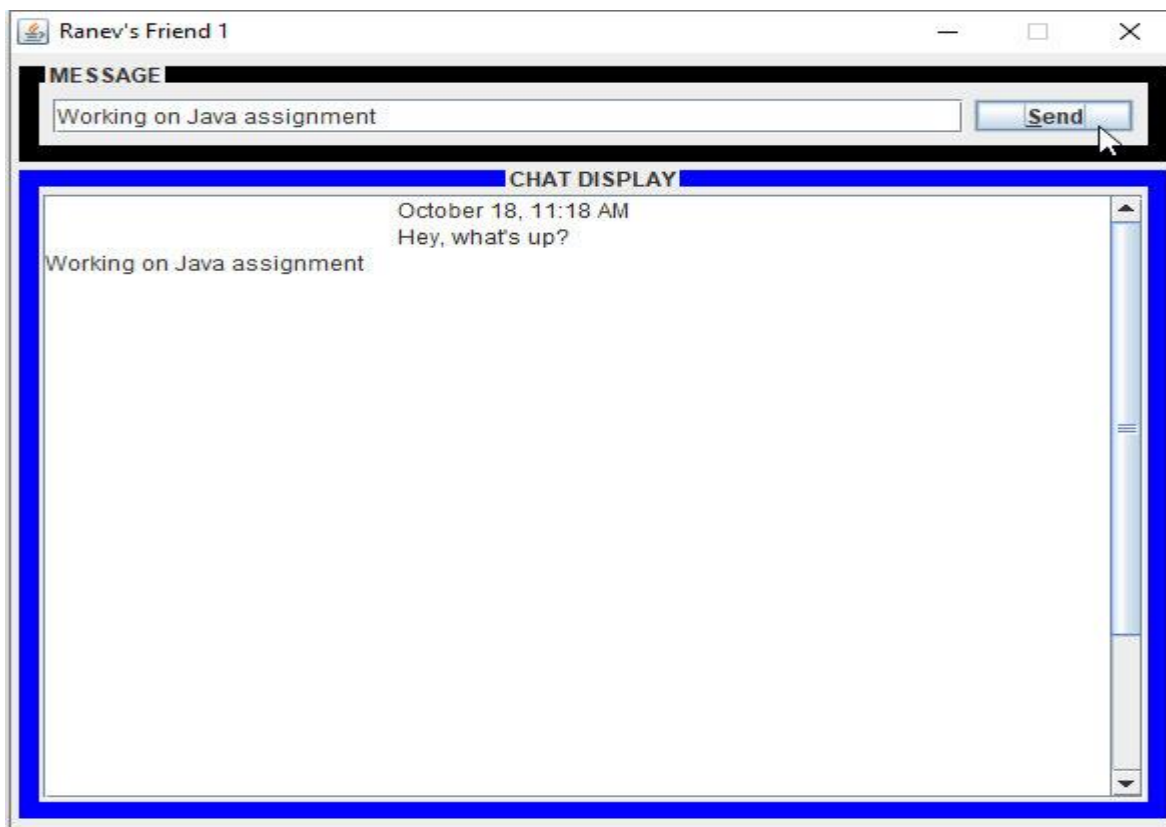 Ranev's Friend 1
MESSAGE
Working on Java assignment
Send
CHAT DISPLAY
October 18, 11:18 AM
Hey, what's up?
Working on Java assignment